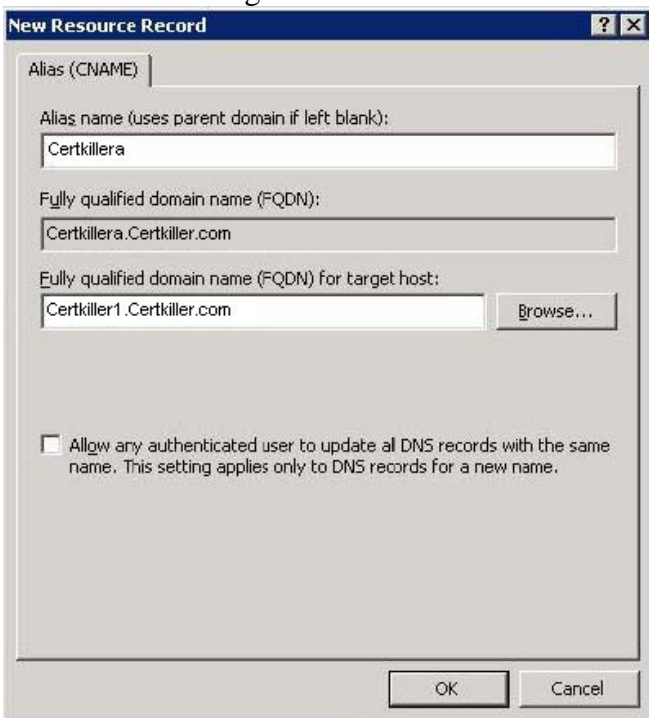 New Resource Record
Alias (CNAME)
Alias name (uses parent domain if left blank):
Certkillera
Fully qualified domain name (FQDN):
Certkillera.Certkiller.com
Fully qualified domain name (FQDN) for target host:
Certkiller1.Certkiller.com
Browse...
Allow any authenticated user to update all DNS records with the same
name. This setting applies only to DNS records for a new name.
OK
Cancel